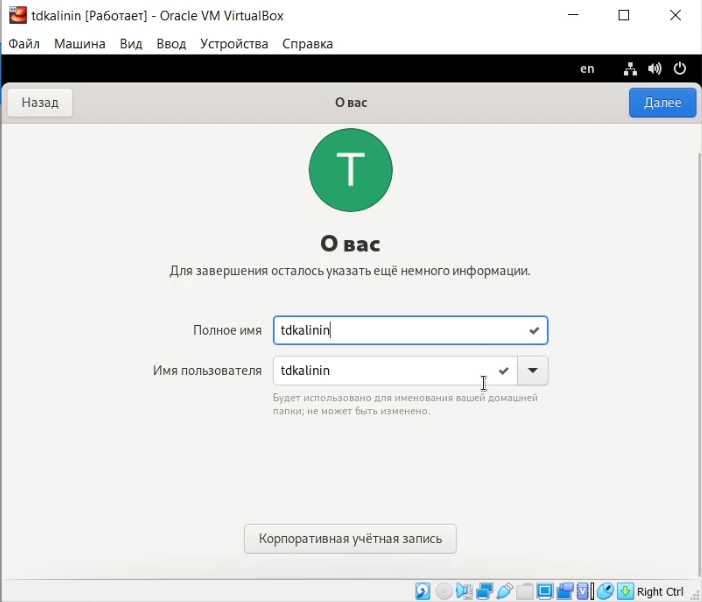 tdkalinin [Работает] - Oracle VM VirtualBox
Файл Машина Вид Ввод Устройства Справка
en
Назад О вас Далее
T
О вас
Для завершения осталось указать ещё немного информации.
Полное имя tdkalinin
Имя пользователя tdkalinin
Будет использовано для именования вашей домашней
папки; не может быть изменено.
Корпоративная учётная запись
Right Ctrl